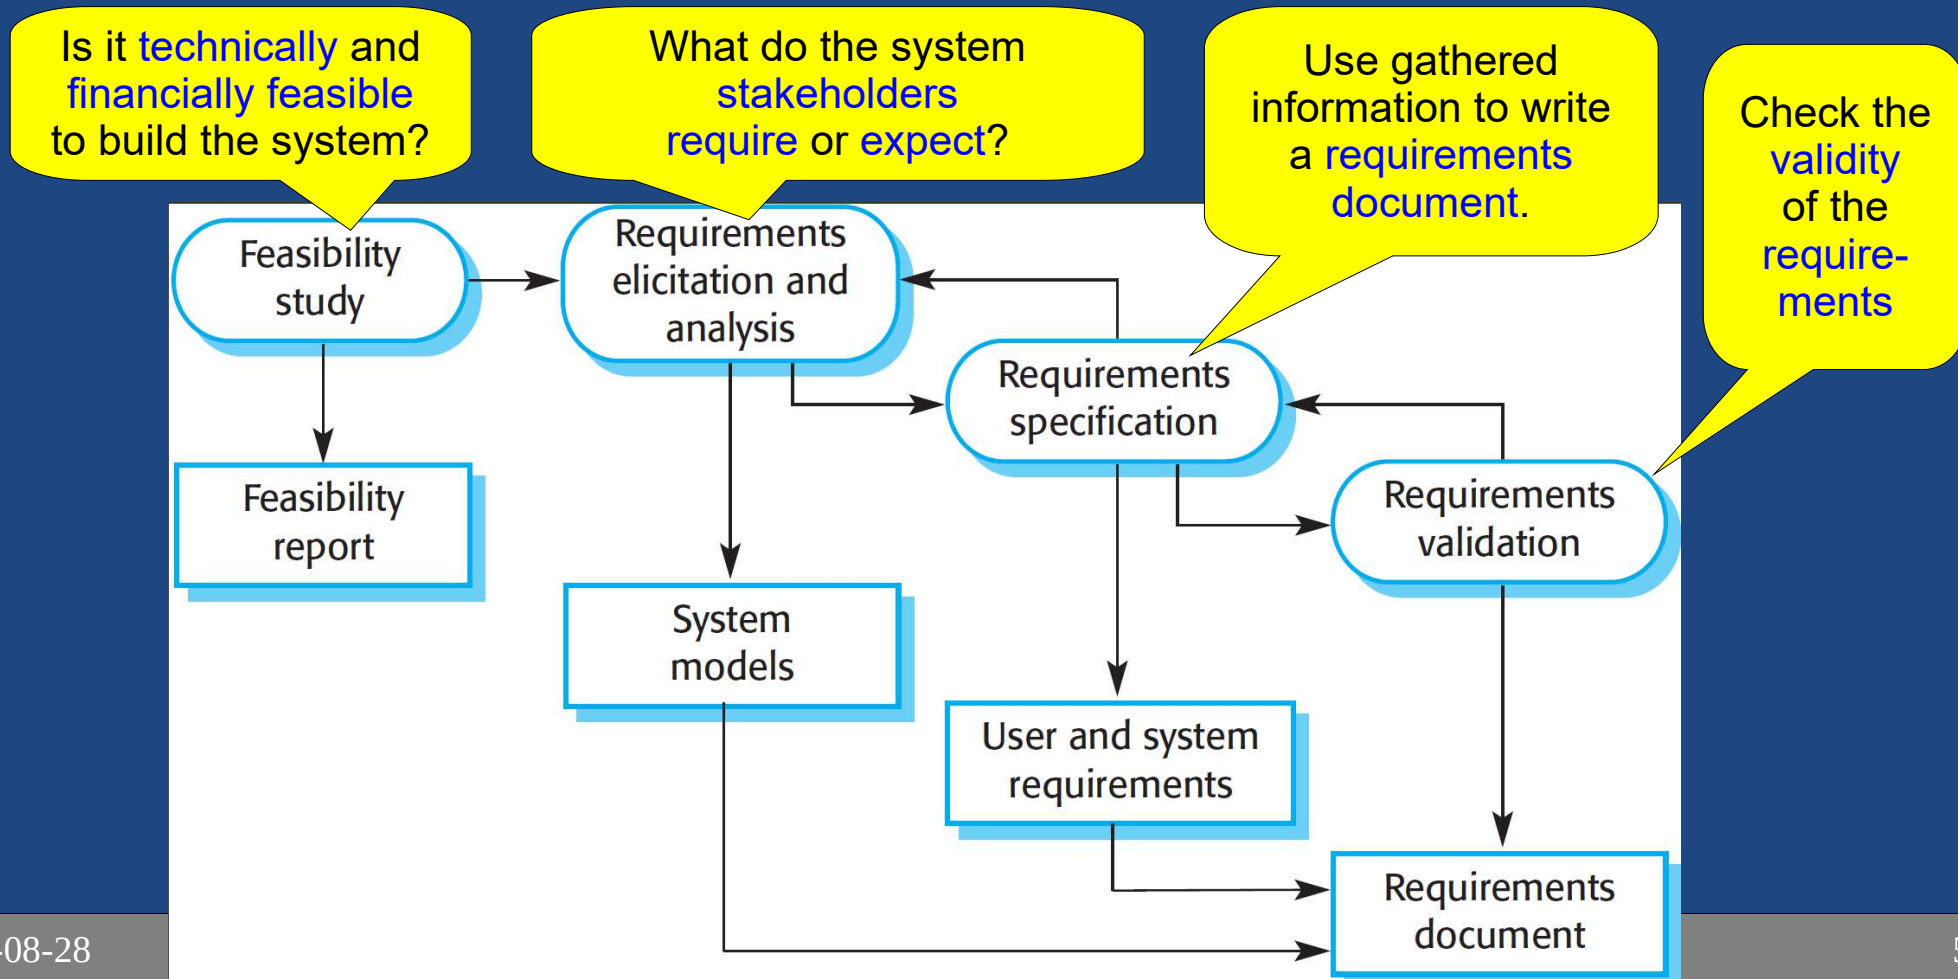 Is it technically and
financially feasible
to build the system?
What do the system
stakeholders
require or expect?
Use gathered
information to write
a requirements
document.
Check the
validity
of the
require-
ments
Feasibility
study
Requirements
elicitation and
analysis
Requirements
specification
Requirements
validation
Feasibility
report
System
models
User and system
requirements
Requirements
document
-08-28